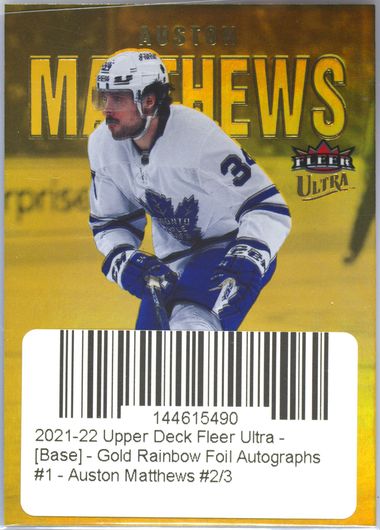 AUSTON
MATTHEWS
34
FLEER
ULTRA
erprise
144615490
2021-22 Upper Deck Fleer Ultra -
[Base] - Gold Rainbow Foil Autographs
#1 - Auston Matthews #2/3